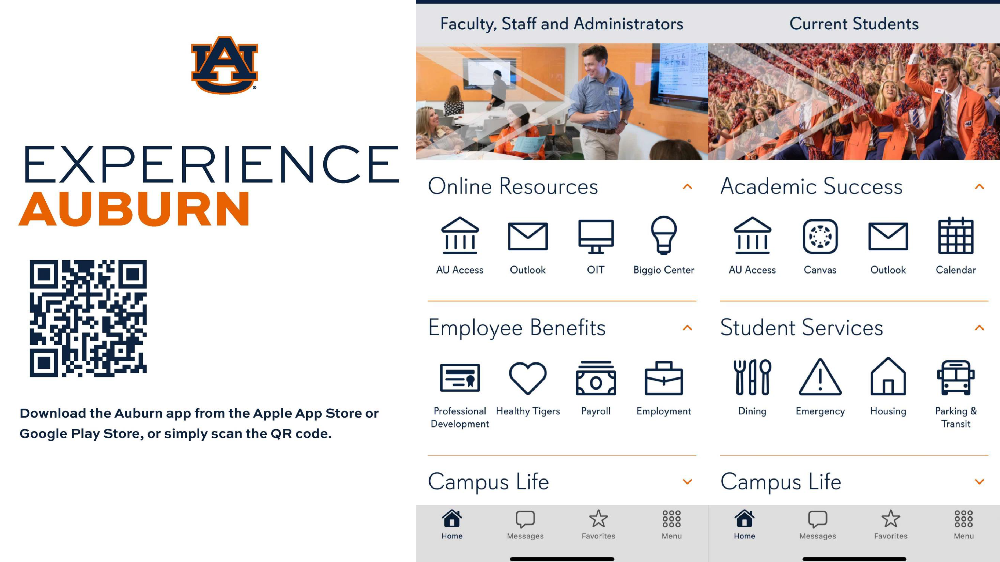 AU
®
EXPERIENCE
AUBURN
Download the Auburn app from the Apple App Store or
Google Play Store, or simply scan the QR code.
Faculty, Staff and Administrators
Online Resources
AU Access
Outlook
OIT
Biggio Center
Employee Benefits
Professional
Development
Healthy Tigers
Payroll
Employment
Campus Life
Home
Messages
Favorites
Menu
Current Students
Academic Success
AU Access
Canvas
Outlook
Calendar
Student Services
Dining
Emergency
Housing
Parking &
Transit
Campus Life
Home
Messages
Favorites
Menu